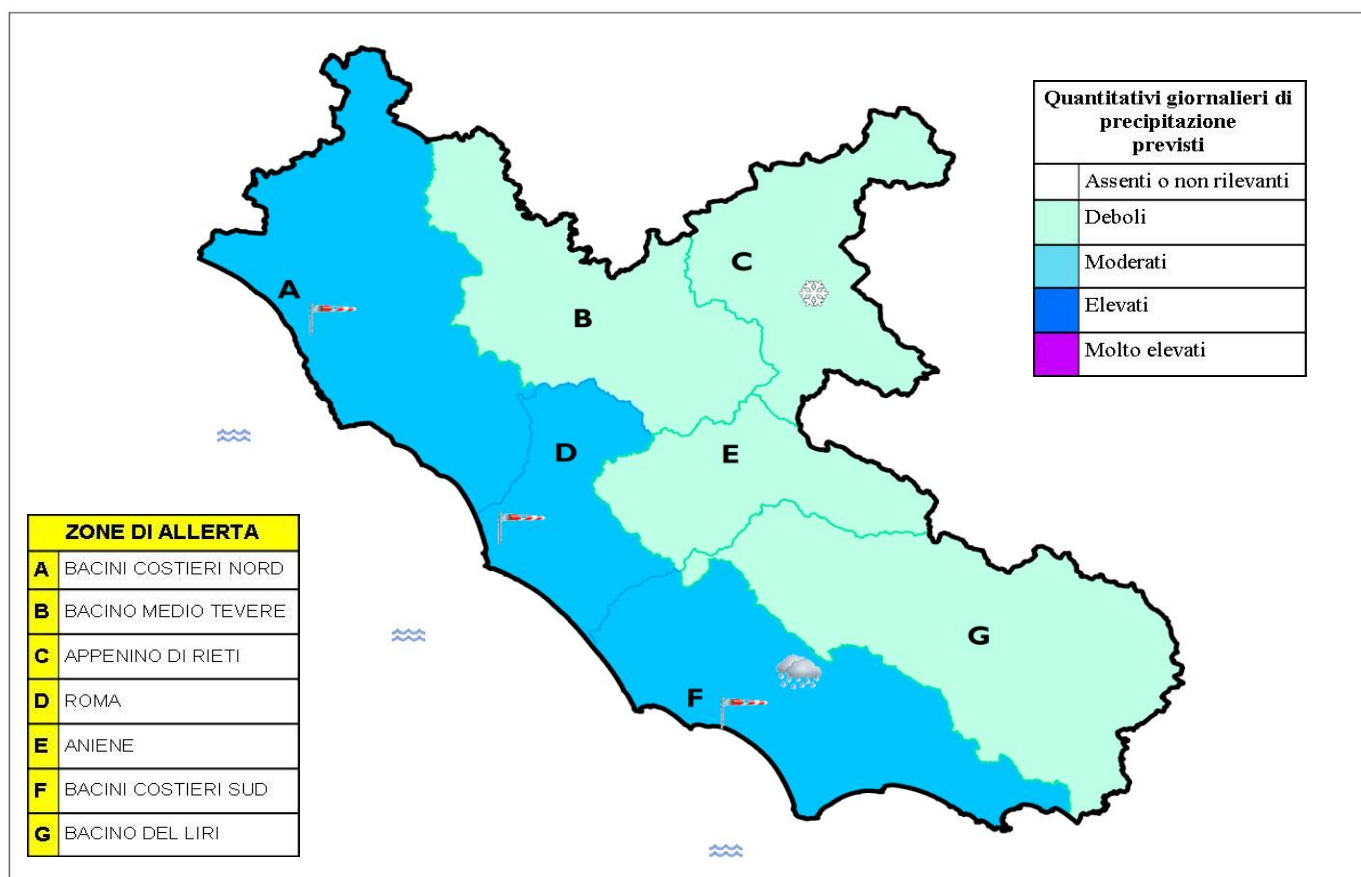 Quantitativi giornalieri di
precipitazione
previsti
Assenti o non rilevanti
Deboli
Moderati
Elevati
Molto elevati
A
B
C
D
E
F
G
ZONE DI ALLERTA
A BACINI COSTIERI NORD
B BACINO MEDIO TEVERE
C APPENINO DI RIETI
D ROMA
E ANIENE
F BACINI COSTIERI SUD
G BACINO DEL LIRI